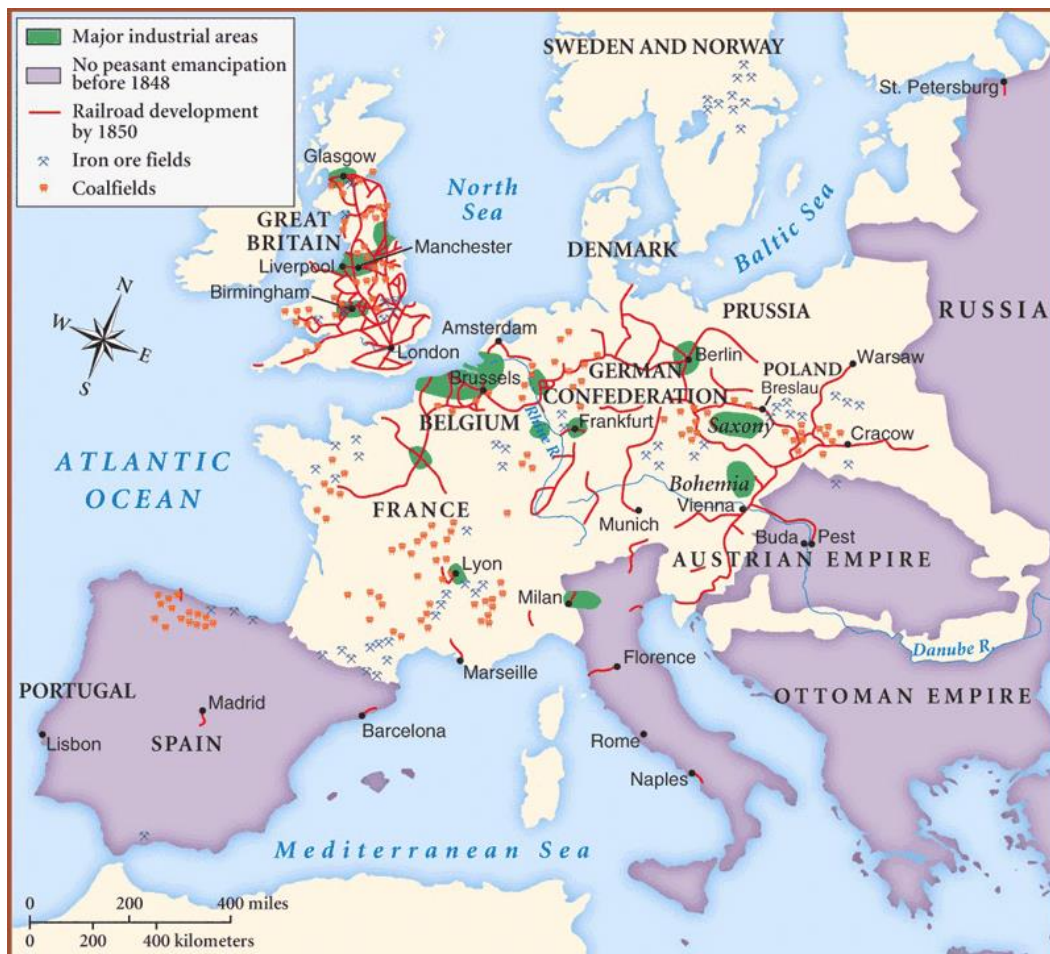 Major industrial areas
No peasant emancipation
before 1848
Railroad development
by 1850
Iron ore fields
Coalfields
SWEDEN AND NORWAY
St. Petersburg
Glasgow
North
Sea
GREAT
BRITAIN
Manchester
Liverpool
Birmingham
London
DENMARK
Baltic Sea
PRUSSIA
RUSSIA
N
W
E
S
Amsterdam
Berlin
Warsaw
Brussels
GERMAN
CONFEDERATION
POLAND
Breslau
BELGIUM
Rhine R.
Frankfurt
Saxony
Cracow
ATLANTIC
OCEAN
FRANCE
Bohemia
Vienna
Munich
Buda
Pest
AUSTRIAN EMPIRE
Lyon
Milan
Danube R.
Marseille
Florence
OTTOMAN EMPIRE
PORTUGAL
Madrid
Lisbon
SPAIN
Barcelona
Rome
Naples
Mediterranean Sea
0 200 400 miles
0 200 400 kilometers